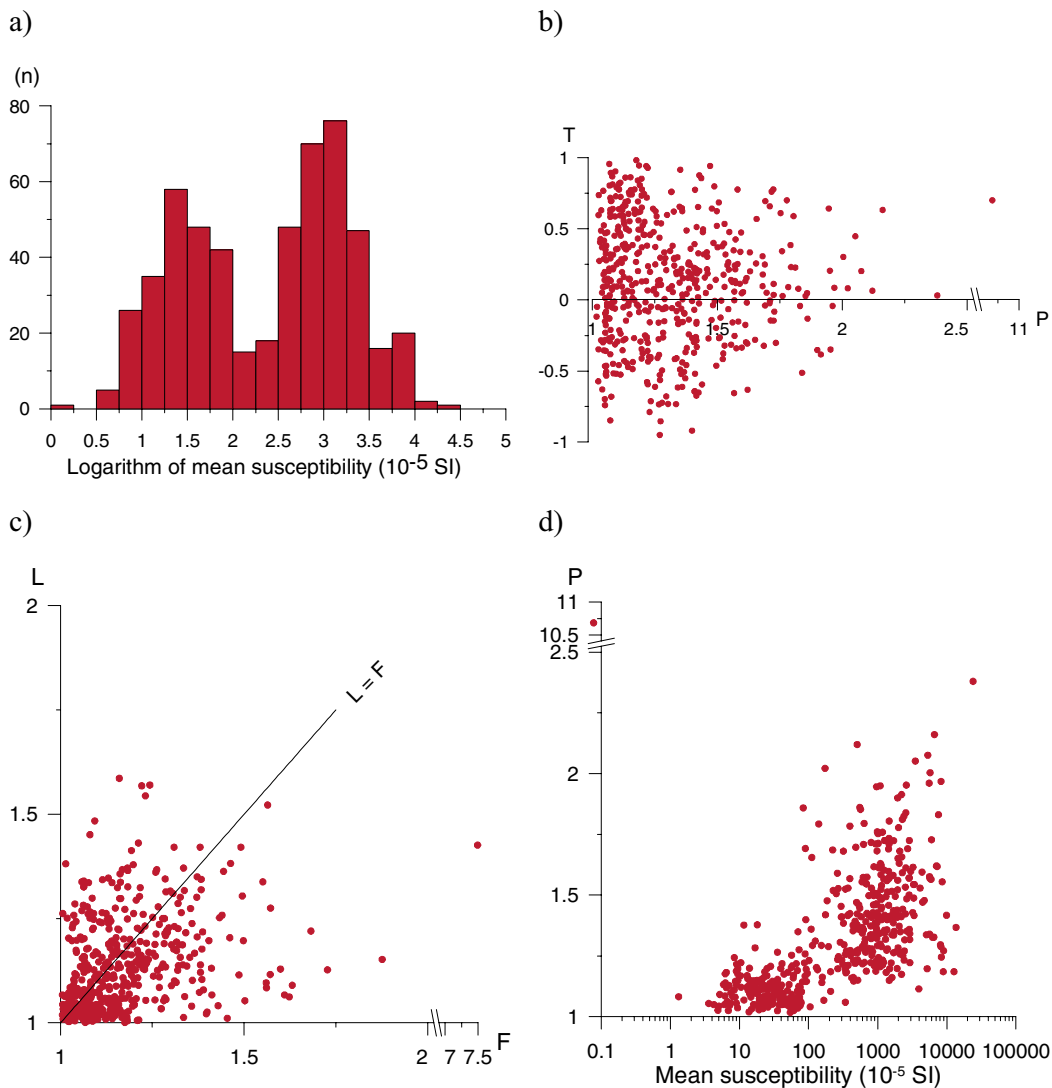 a)
(n)
80
60
40
20
0
0 0.5 1 1.5 2 2.5 3 3.5 4 4.5 5
Logarithm of mean susceptibility (10-5 SI)
b)
T
1
0.5
0
-0.5
-1
1 1.5 2 2.5 11
P
c)
L
2
1.5
1
L = F
1 1.5 2 7 7.5
F
d)
P
11
10.5
2.5
2
1.5
1
0.1 1 10 100 1000 10000 100000
Mean susceptibility (10-5 SI)